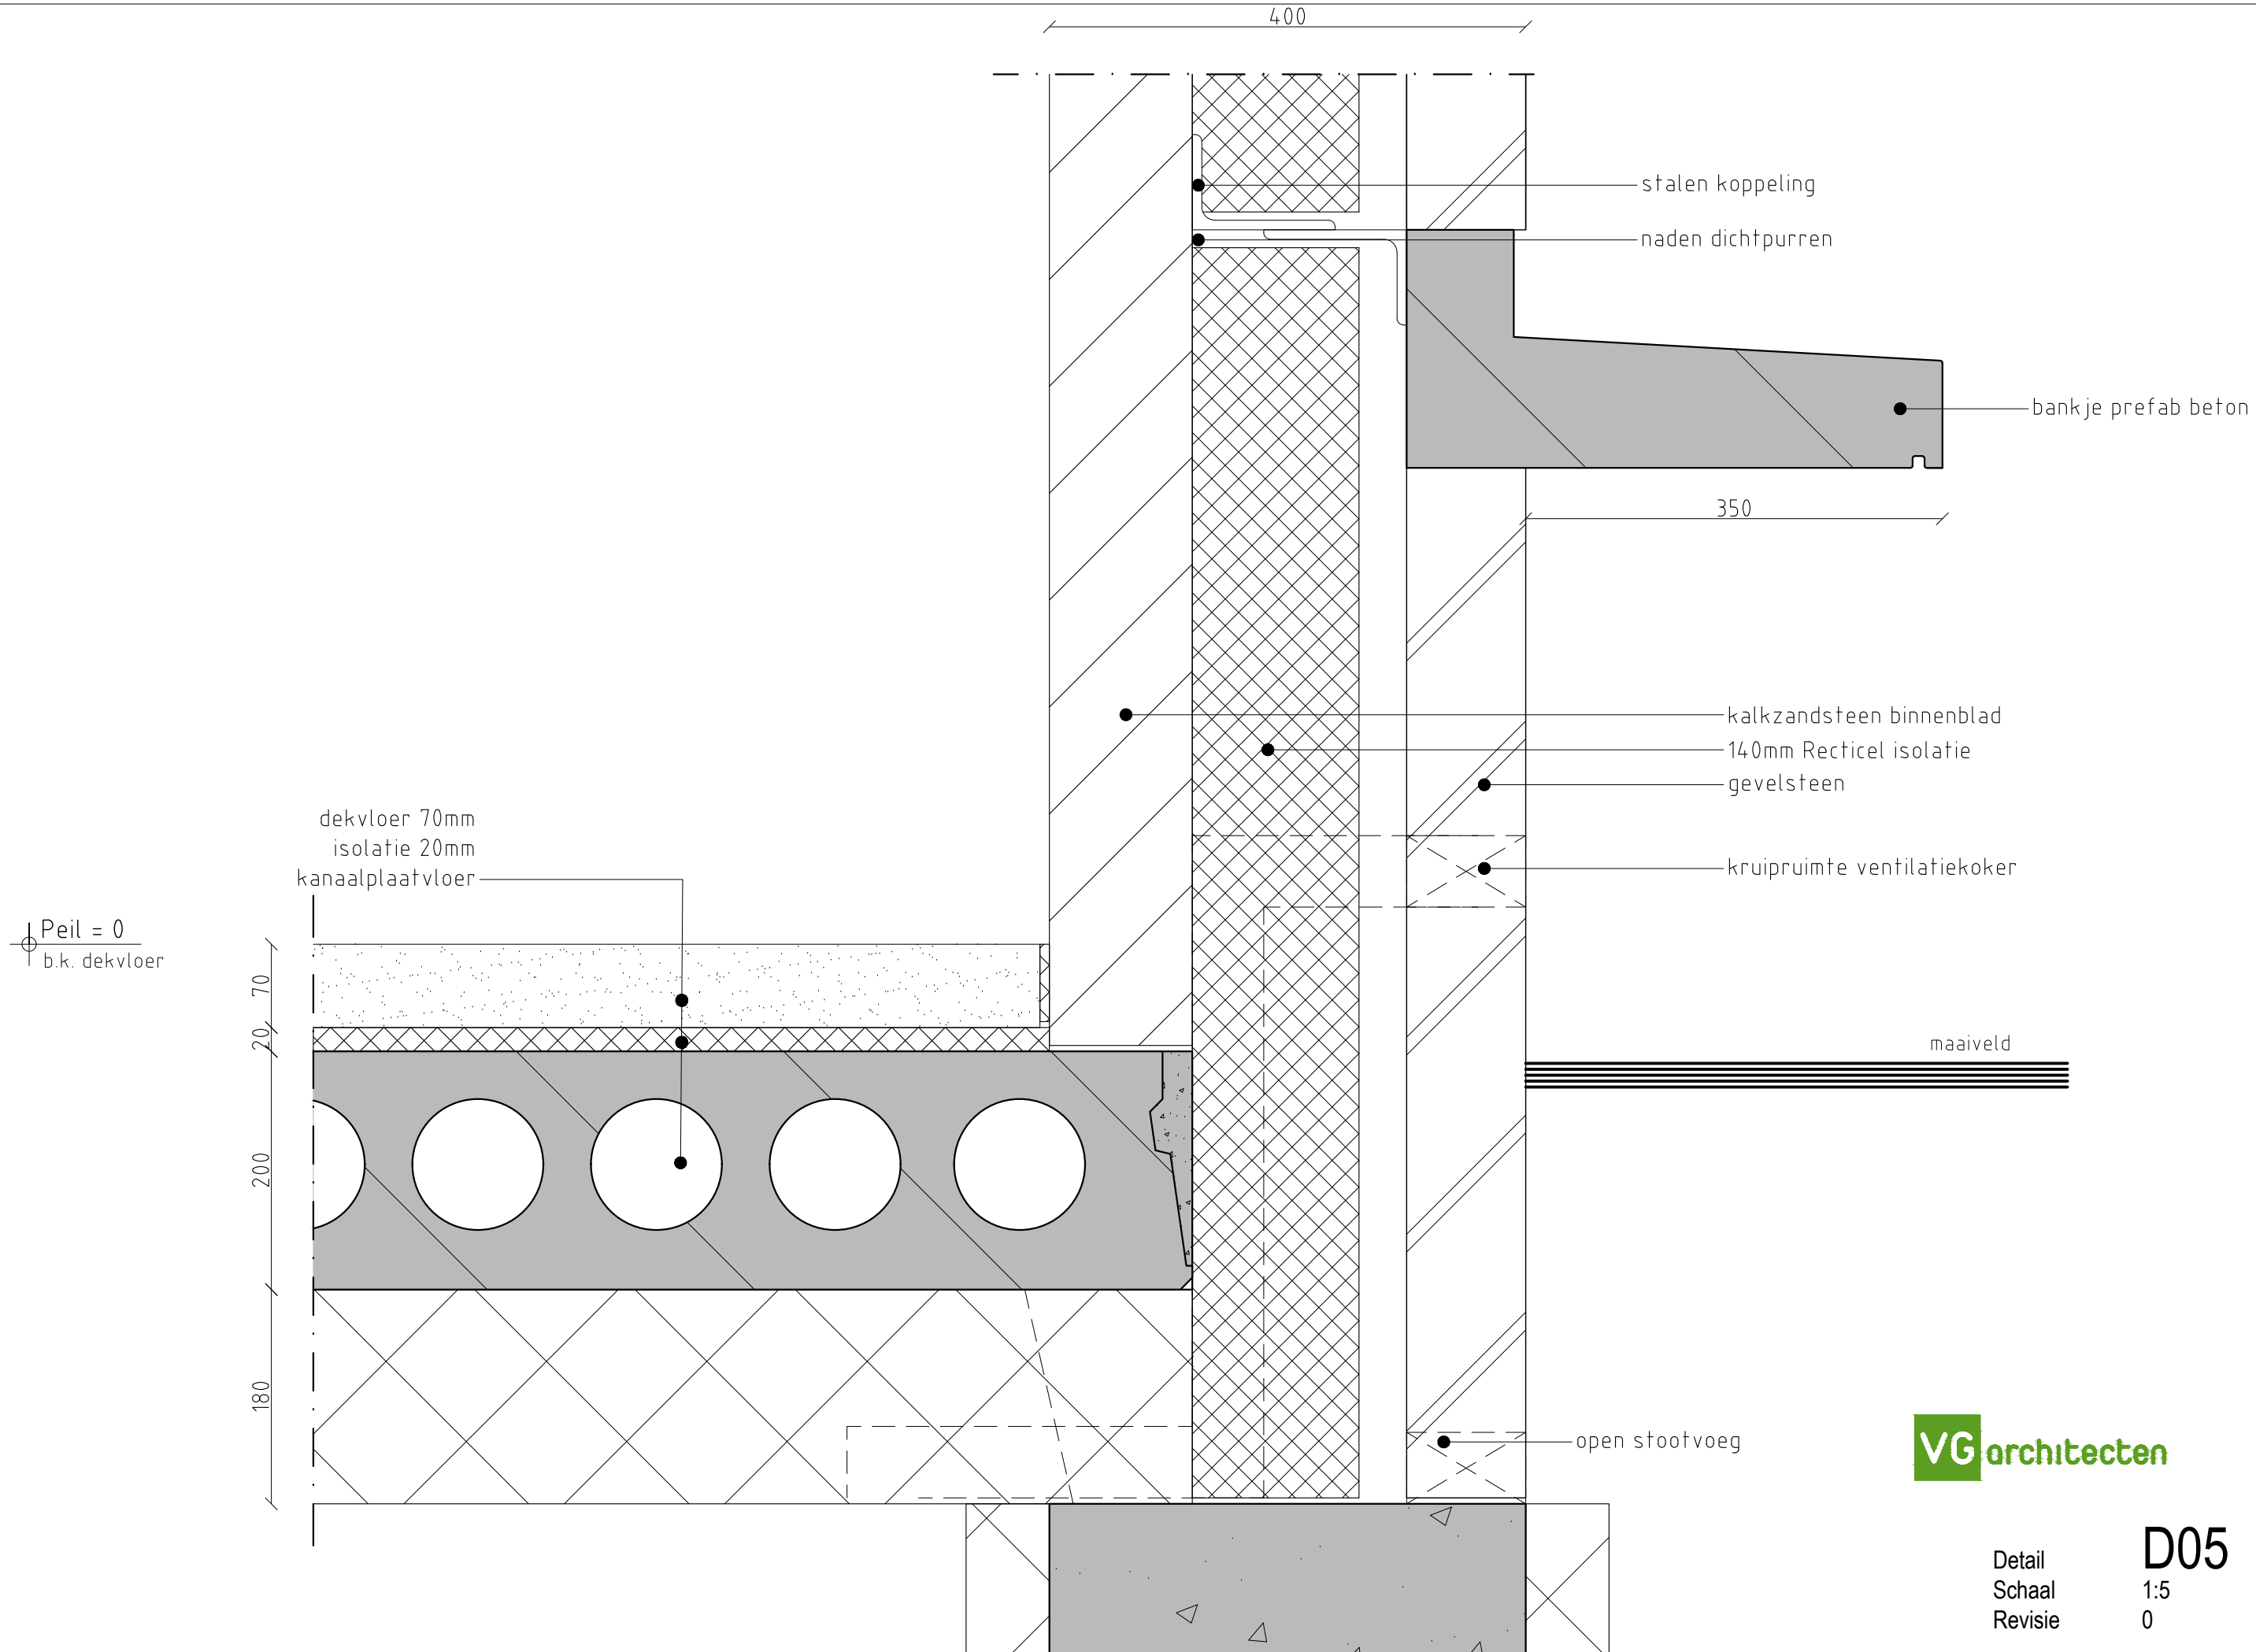 400
stalen koppeling
naden dichtpurren
bankje prefab beton
350
kalkzandsteen binnenblad
140mm Recticel isolatie
gevelsteen
kruipruimte ventilatiekoker
dekvloer 70mm
isolatie 20mm
kanaalplaatvloer
Peil = 0
b.k. dekvloer
70
20
200
180
maaiveld
open stootvoeg
VG architecten
Detail D05
Schaal 1:5
Revisie 0